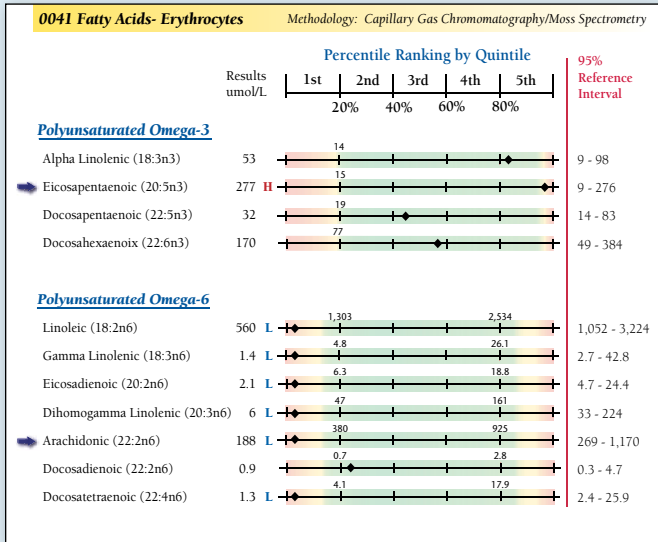 0041 Fatty Acids- Erythrocytes Methodology: Capillary Gas Chromomatography/Moss Spectrometry
Percentile Ranking by Quintile
95%
Reference
Interval
Results
umol/L
1st 2nd 3rd 4th 5th
20% 40% 60% 80%
Polyunsaturated Omega-3
14
Alpha Linolenic (18:3n3) 53 9 - 98
15
Eicosapentaenoic (20:5n3) 277 H 9 - 276
19
Docosapentaenoic (22:5n3) 32 14 - 83
77
Docosahexaenoix (22:6n3) 170 49 - 384
Polyunsaturated Omega-6
1,303 2,534
Linoleic (18:2n6) 560 L 1,052 - 3,224
4.8 26.1
Gamma Linolenic (18:3n6) 1.4 L 2.7 - 42.8
6.3 18.8
Eicosadienoic (20:2n6) 2.1 L 4.7 - 24.4
47 161
Dihomogamma Linolenic (20:3n6) 6 L 33 - 224
380 925
Arachidonic (22:2n6) 188 L 269 - 1,170
0.7 2.8
Docosadienoic (22:2n6) 0.9 0.3 - 4.7
4.1 17.9
Docosatetraenoic (22:4n6) 1.3 L 2.4 - 25.9